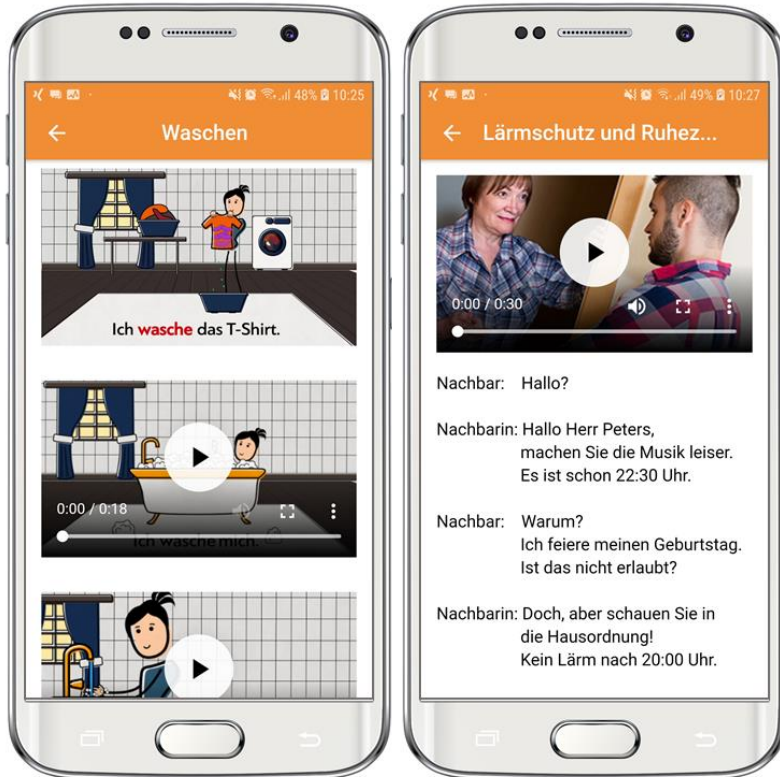 48% 10:25
Waschen
Ich wasche das T-Shirt.
0:00 / 0:18
Ich wasche mich.
49% 10:27
Lärmschutz und Ruhez...
0:00 / 0:30
Nachbar: Hallo?
Nachbarin: Hallo Herr Peters,
machen Sie die Musik leiser.
Es ist schon 22:30 Uhr.
Nachbar: Warum?
Ich feiere meinen Geburtstag.
Ist das nicht erlaubt?
Nachbarin: Doch, aber schauen Sie in
die Hausordnung!
Kein Lärm nach 20:00 Uhr.